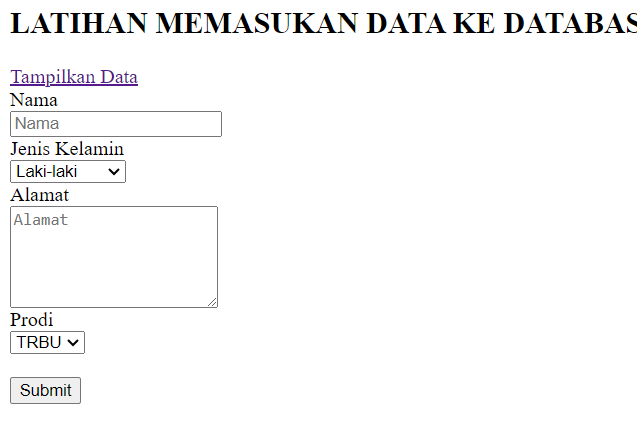 LATIHAN MEMASUKAN DATA KE DATABAS
Tampilkan Data
Nama
Nama
Jenis Kelamin
Laki-laki
Alamat
Alamat
Prodi
TRBU
Submit